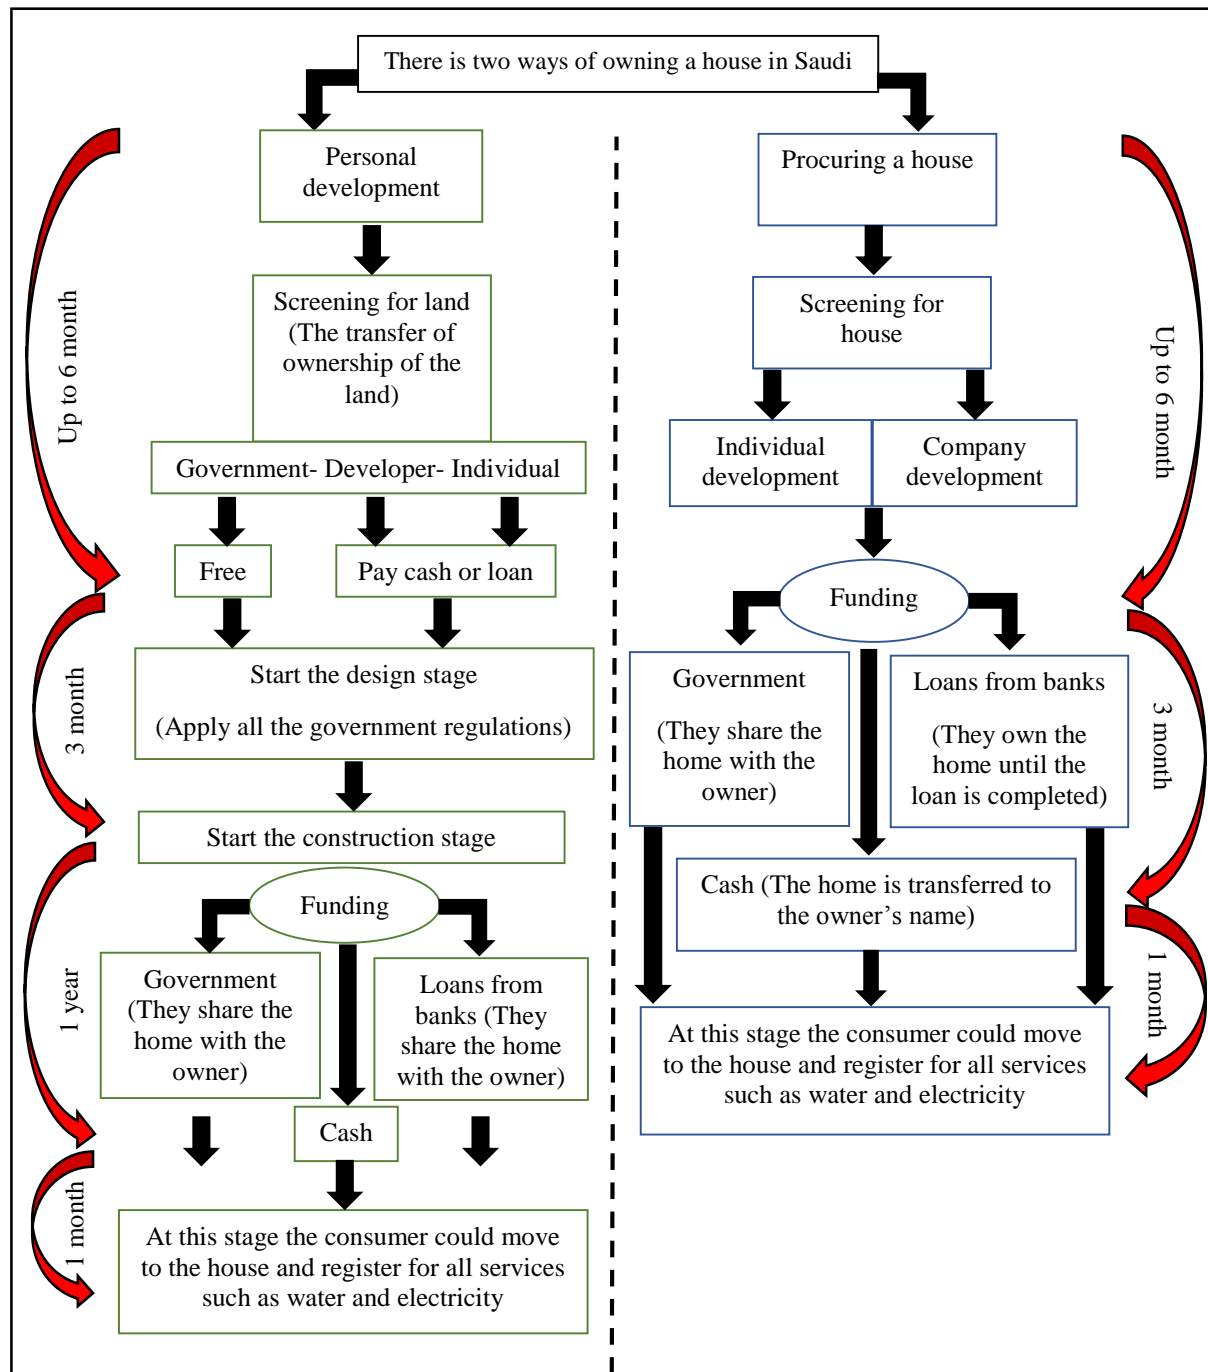 There is two ways of owning a house in Saudi
Personal
development
Screening for land
(The transfer of
ownership of the
land)
Government- Developer- Individual
Free
Pay cash or loan
Start the design stage
(Apply all the government regulations)
Start the construction stage
Funding
Government
(They share the
home with the
owner)
Loans from
banks (They
share the home
with the owner)
Cash
At this stage the consumer could move
to the house and register for all services
such as water and electricity
Up to 6 month
3 month
1 year
1 month
Procuring a house
Screening for
house
Individual
development
Company
development
Funding
Government
(They share the
home with the
owner)
Loans from banks
(They own the
home until the
loan is completed)
Cash (The home is transferred to
the owner’s name)
At this stage the consumer could move
to the house and register for all services
such as water and electricity
Up to 6 month
3 month
1 month